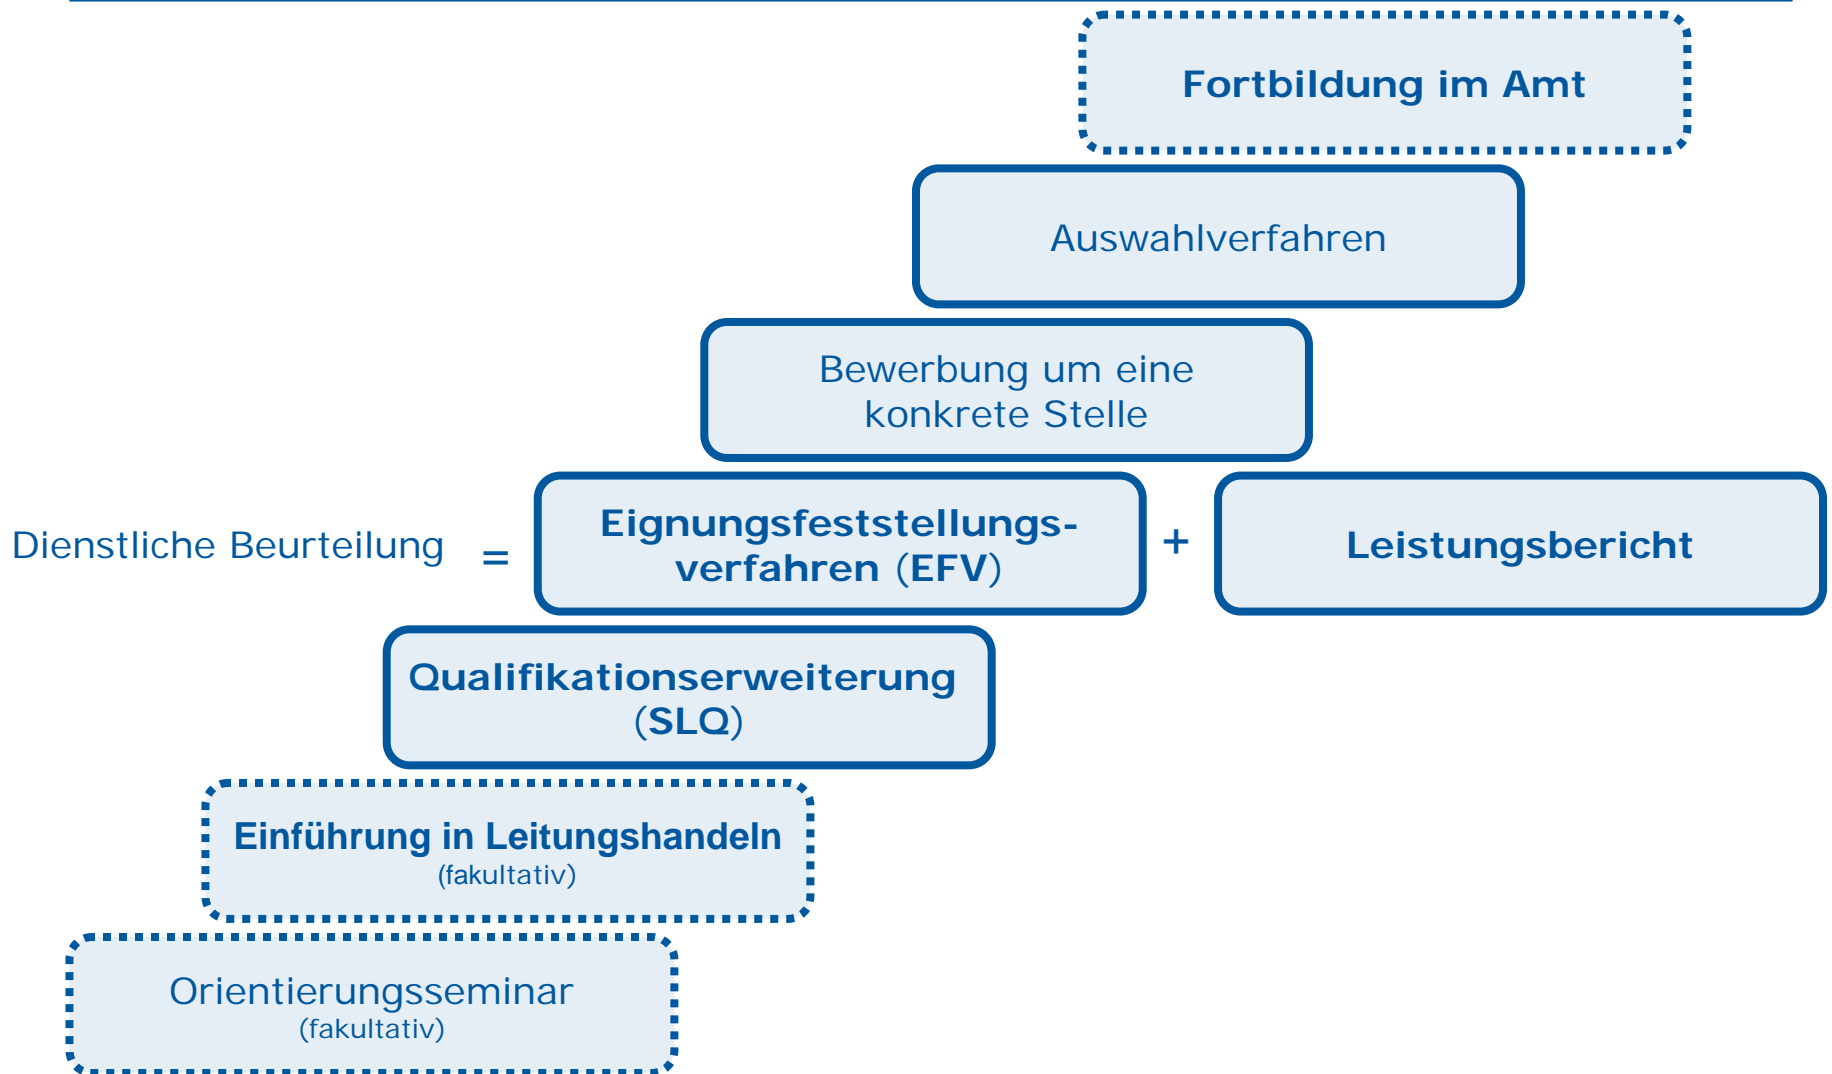 Fortbildung im Amt
Auswahlverfahren
Bewerbung um eine
konkrete Stelle
Dienstliche Beurteilung =
Eignungsfeststellungs-
verfahren (EFV)
+
Leistungsbericht
Qualifikationserweiterung
(SLQ)
Einführung in Leitungshandeln
(fakultativ)
Orientierungsseminar
(fakultativ)